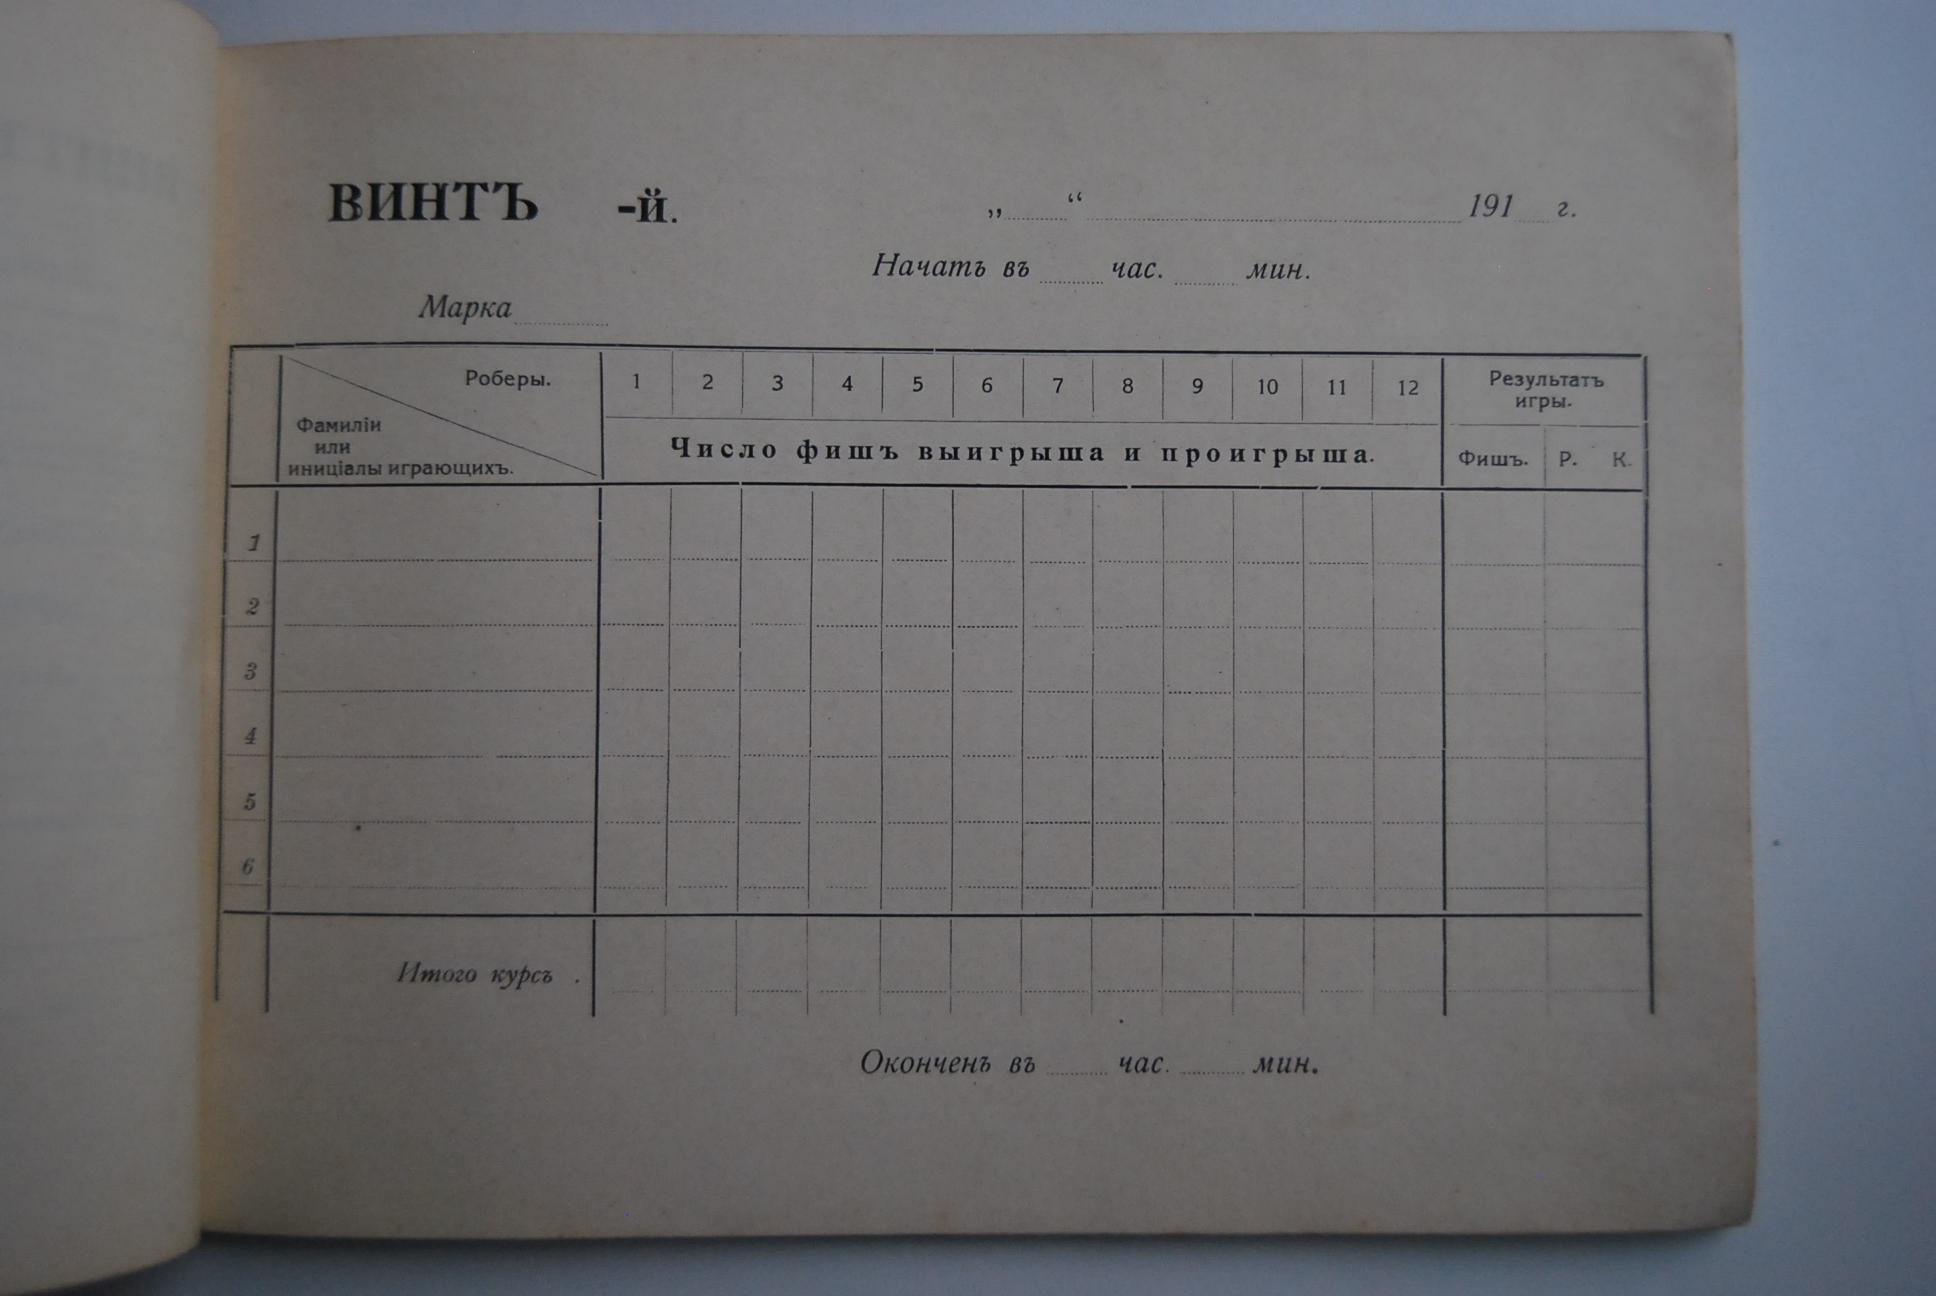 ВИНТЪ -й. „ “ 191 г.
Начатъ въ час. мин.
Марка
Роберы.
Фамиліи
или
иниціалы играющихъ.
1 2 3 4 5 6 7 8 9 10 11 12
Число фишъ выигрыша и проигрыша.
Результатъ
игры.
Фишъ. Р. К.
1
2
3
4
5
6
Итого курсъ .
Оконченъ въ час. мин.